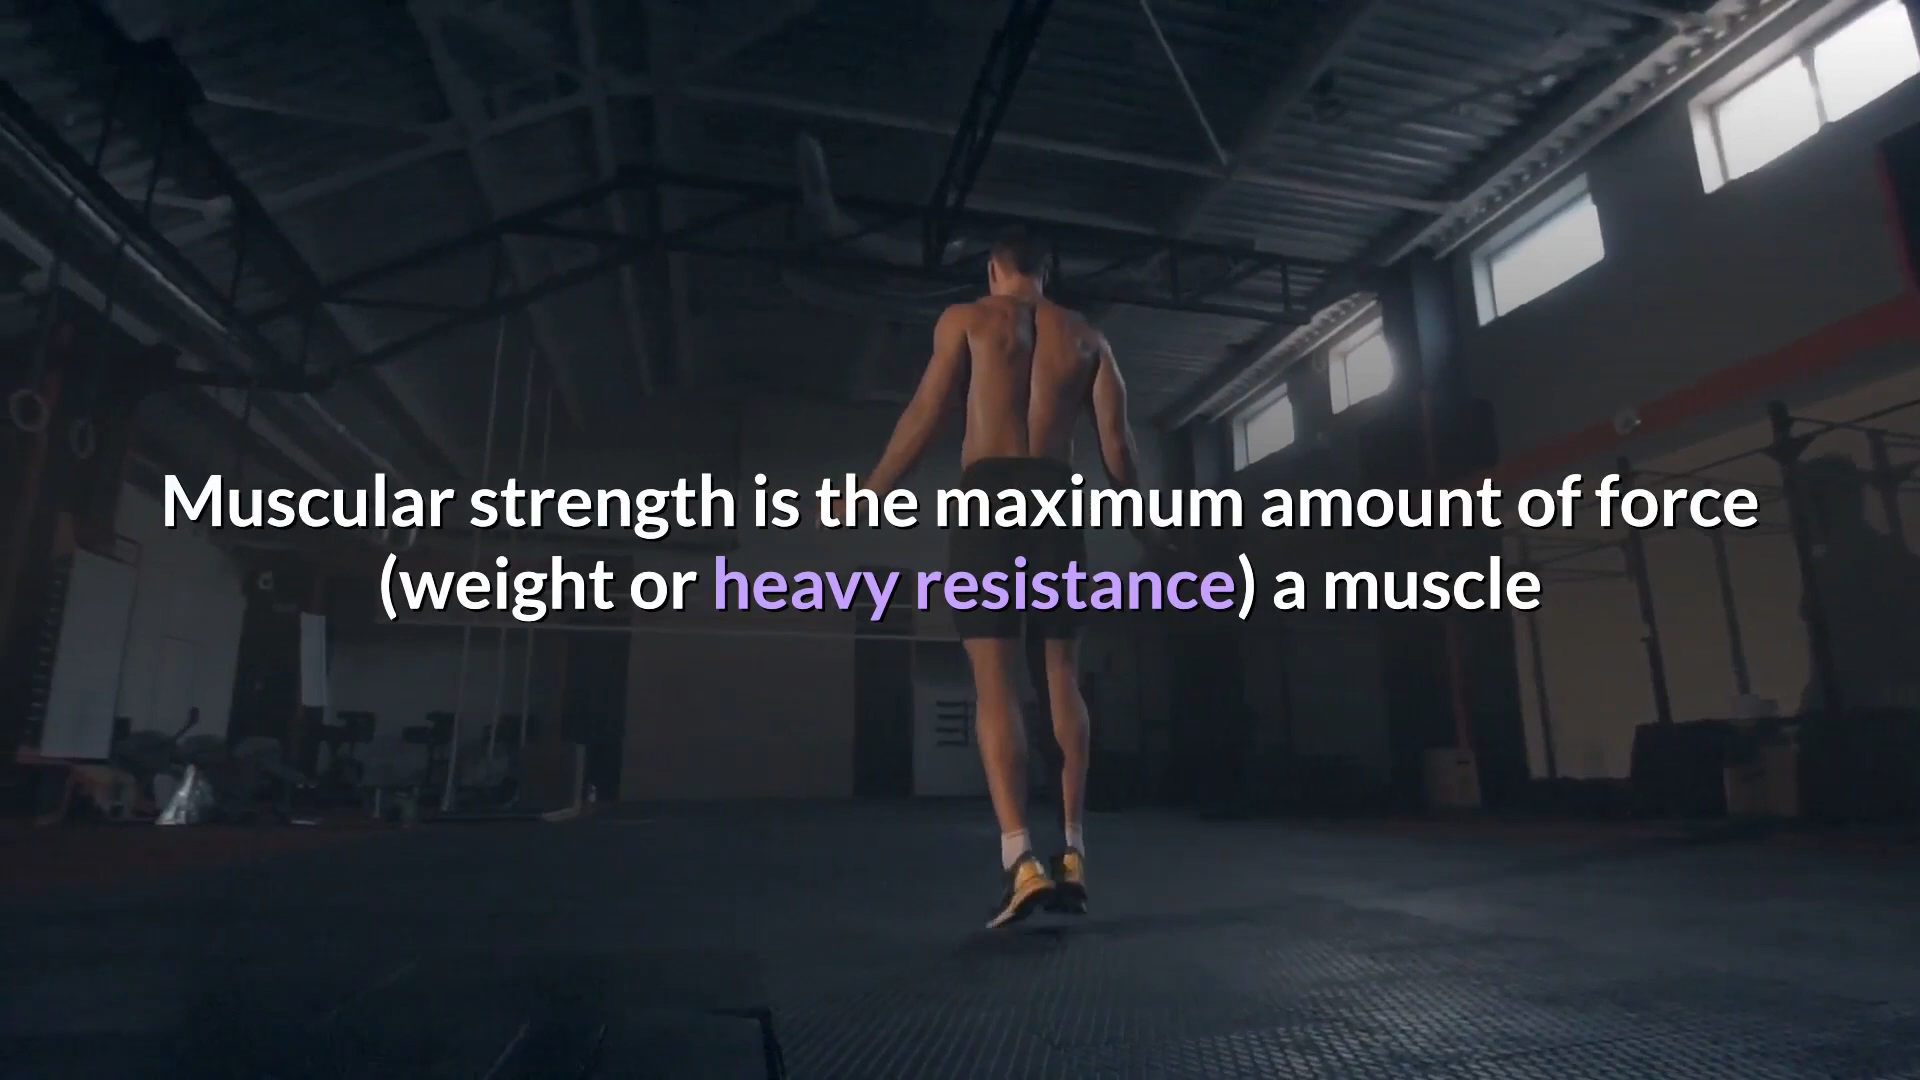 Muscular strength is the maximum amount of force
(weight or heavy resistance) a muscle